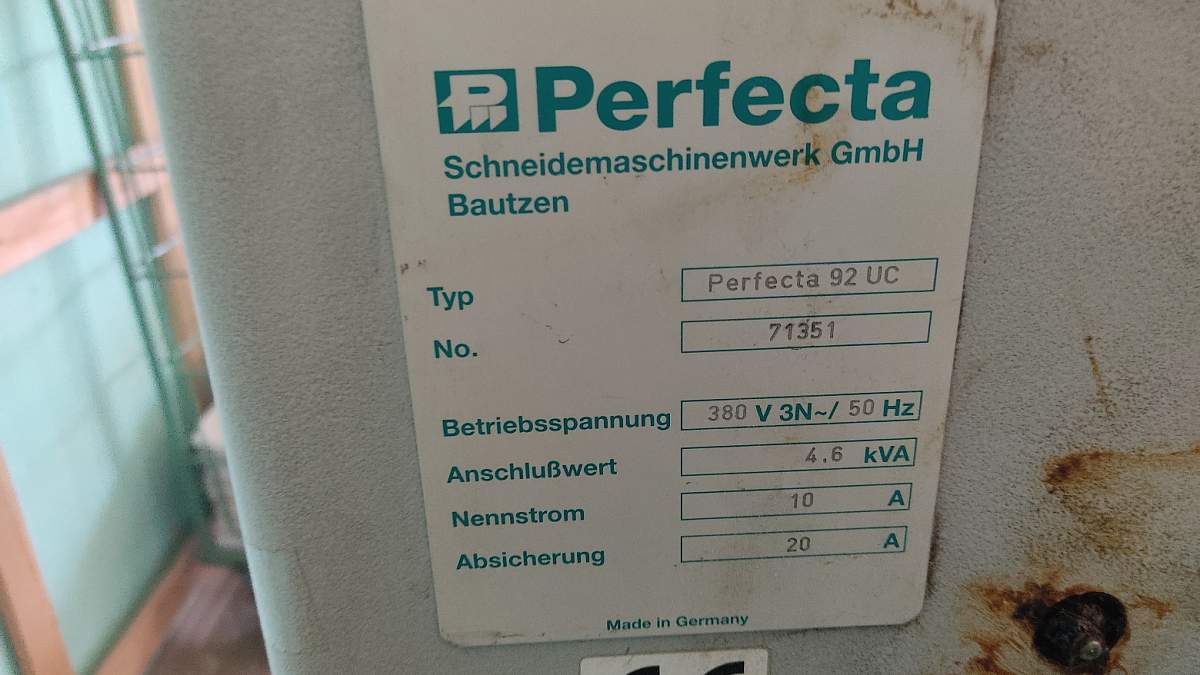 Perfecta
Schneidemaschinenwerk GmbH
Bautzen
Typ Perfecta 92 UC
No. 71351
Betriebsspannung 380 V 3N~/ 50 Hz
Anschlußwert 4.6 kVA
Nennstrom 10 A
Absicherung 20 A
Made in Germany